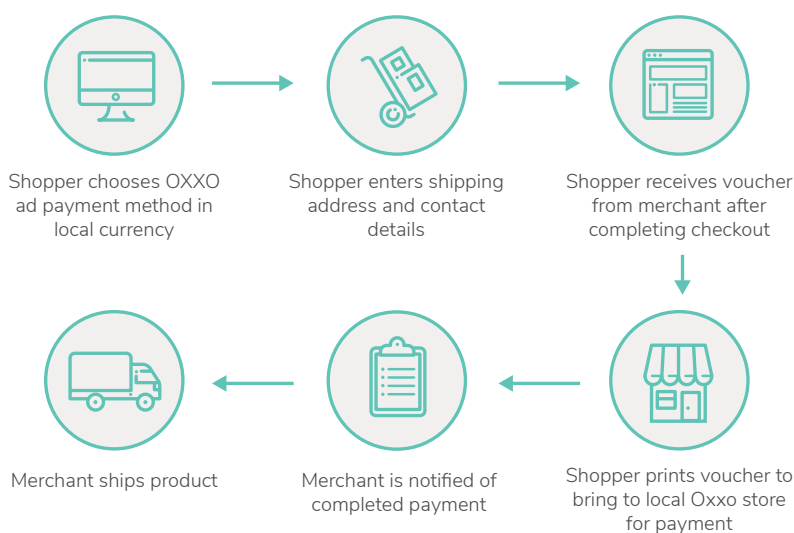 Shopper chooses OXXO
ad payment method in
local currency
Shopper enters shipping
address and contact
details
Shopper receives voucher
from merchant after
completing checkout
Shopper prints voucher to
bring to local Oxxo store
for payment
Merchant is notified of
completed payment
Merchant ships product